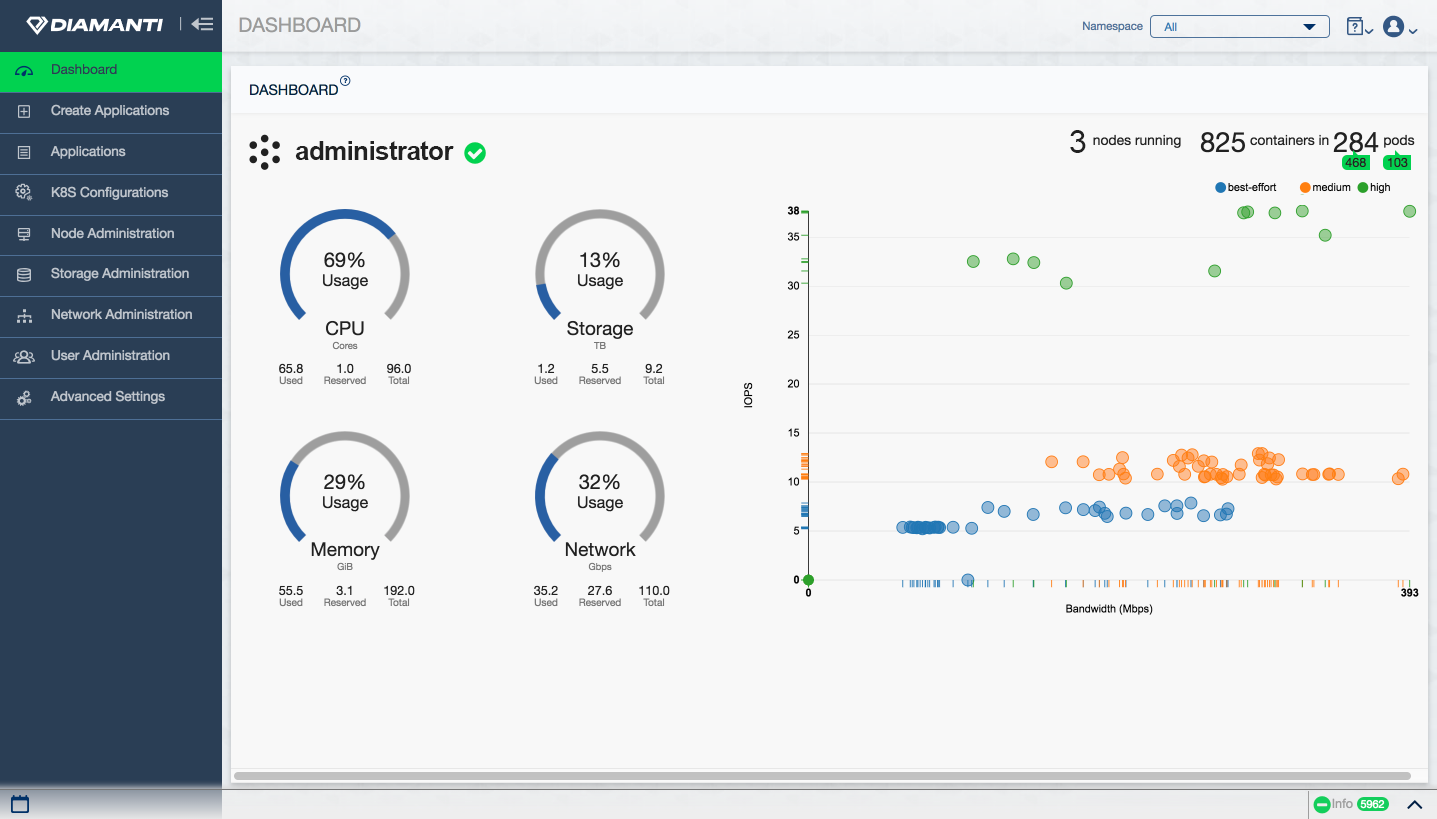 DIAMANTI
DASHBOARD
Namespace
All
Dashboard
Create Applications
Applications
K8S Configurations
Node Administration
Storage Administration
Network Administration
User Administration
Advanced Settings
DASHBOARD ?
administrator
3 nodes running 825 containers in 284 pods
468 103
best-effort medium high
69%
Usage
CPU
Cores
65.8 1.0 96.0
Used Reserved Total
13%
Usage
Storage
TB
1.2 5.5 9.2
Used Reserved Total
29%
Usage
Memory
GiB
55.5 3.1 192.0
Used Reserved Total
32%
Usage
Network
Gbps
35.2 27.6 110.0
Used Reserved Total
IOPS
38
35
30
25
20
15
10
5
0
0 393
Bandwidth (Mbps)
Info 5962